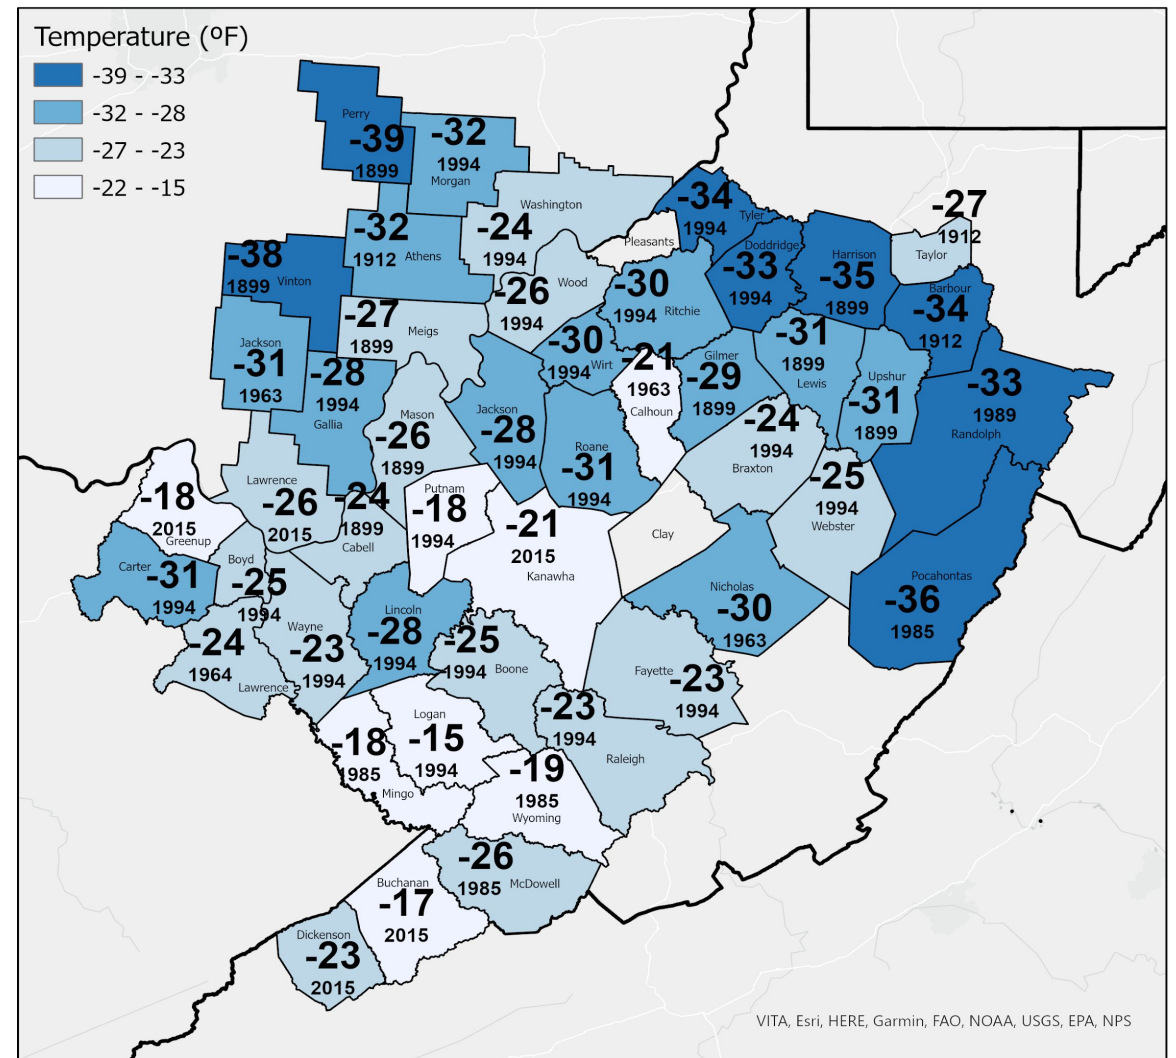 Temperature (ºF)
-39 - -33
-32 - -28
-27 - -23
-22 - -15
Perry
-39
1899
-32
1994
Morgan
Washington
-24
1994
-32
1912
Athens
-38
1899
Vinton
-27
1899
Meigs
-26
Wood
1994
Pleasants
-34
Tyler
1994
Doddridge
-33
1994
Harrison
-35
1899
-27
1912
Taylor
Barbour
-34
1912
-30
1994
Ritchie
-30
1994
Wirt
-21
1963
Calhoun
Gilmer
-29
1899
-31
1899
Lewis
Upshur
-31
1899
-33
1989
Randolph
Jackson
-31
1963
-28
1994
Gallia
Mason
-26
1899
Jackson
-28
1994
Roane
-31
1994
-24
1994
Braxton
-25
1994
Webster
-18
2015
Greenup
Lawrence
-26
2015
-24
1899
Cabell
Putnam
-18
1994
-21
2015
Kanawha
Clay
Nicholas
-30
1963
Pocahontas
-36
1985
Carter
-31
1994
Boyd
-25
1994
-24
1964
Lawrence
Wayne
-23
1994
Lincoln
-28
1994
-25
1994
Boone
Fayette
-23
1994
-23
1994
Raleigh
-18
1985
Mingo
Logan
-15
1994
-19
1985
Wyoming
-26
1985
McDowell
Buchanan
-17
2015
Dickenson
-23
2015
VITA, Esri, HERE, Garmin, FAO, NOAA, USGS, EPA, NPS